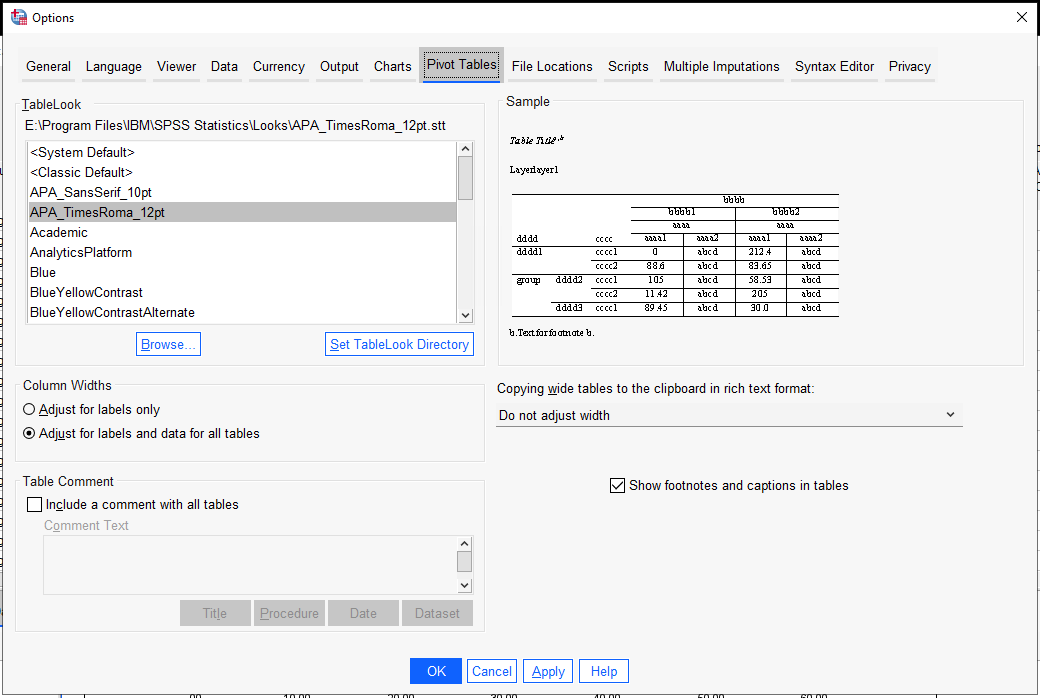 Options
General Language Viewer Data Currency Output Charts Pivot Tables File Locations Scripts Multiple Imputations Syntax Editor Privacy
TableLook
E:\Program Files\IBM\SPSS Statistics\Looks\APA_TimesRoma_12pt.stt
<System Default>
<Classic Default>
APA_SansSerif_10pt
APA_TimesRoma_12pt
Academic
AnalyticsPlatform
Blue
BlueYellowContrast
BlueYellowContrastAlternate
Browse... Set TableLook Directory
Sample
Table Title a,b
Layerlayer1
bbbb
bbbb1 bbbb2
aaaa aaaa
dddd cccc aaaa1 aaaa2 aaaa1 aaaa2
dddd1 cccc1 0 abcd 212.4 abcd
cccc2 88.6 abcd 83.65 abcd
group dddd2 cccc1 105 abcd 58.53 abcd
cccc2 11.42 abcd 205 abcd
dddd3 cccc1 89.45 abcd 30.0 abcd
b.Text for footnote b.
Column Widths
Adjust for labels only
Adjust for labels and data for all tables
Copying wide tables to the clipboard in rich text format:
Do not adjust width
Show footnotes and captions in tables
Table Comment
Include a comment with all tables
Comment Text
Title Procedure Date Dataset
OK Cancel Apply Help